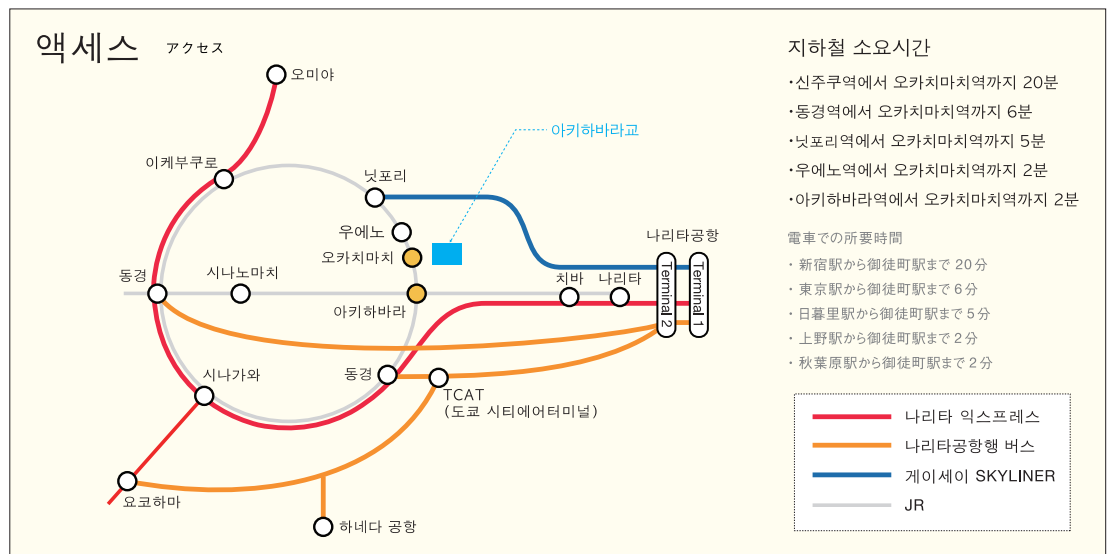 액세스 アクセス
오미야
이케부쿠로
닛포리
아키하바라교
우에노
오카치마치
나리타공항
동경
시나노마치
치바
나리타
Terminal 2
Terminal 1
아키하바라
시나가와
동경
TCAT
(도쿄 시티에어터미널)
요코하마
하네다 공항
지하철 소요시간
·신주쿠역에서 오카치마치역까지 20분
·동경역에서 오카치마치역까지 6분
·닛포리역에서 오카치마치역까지 5분
·우에노역에서 오카치마치역까지 2분
·아키하바라역에서 오카치마치역까지 2분
電車での所要時間
・新宿駅から御徒町駅まで 20分
・東京駅から御徒町駅まで 6分
・日暮里駅から御徒町駅まで 5分
・上野駅から御徒町駅まで 2分
・秋葉原駅から御徒町駅まで 2分
나리타 익스프레스
나리타공항행 버스
게이세이 SKYLINER
JR